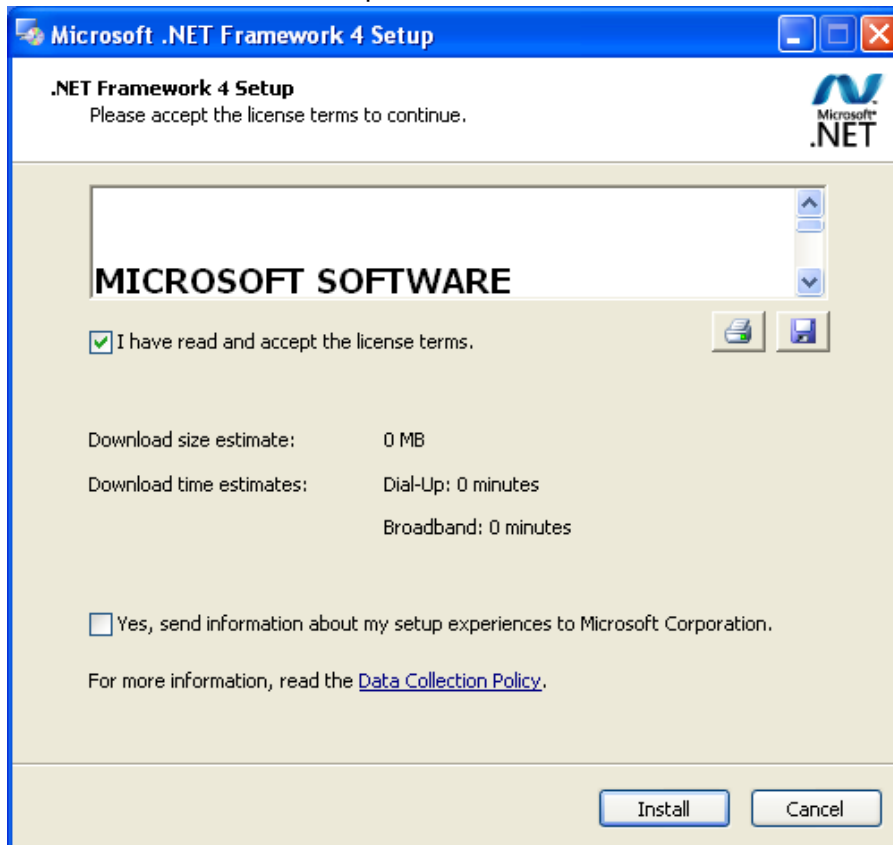 Microsoft .NET Framework 4 Setup
.NET Framework 4 Setup
Please accept the license terms to continue.
Microsoft®
.NET
MICROSOFT SOFTWARE
I have read and accept the license terms.
Download size estimate: 0 MB
Download time estimates: Dial-Up: 0 minutes
Broadband: 0 minutes
Yes, send information about my setup experiences to Microsoft Corporation.
For more information, read the Data Collection Policy.
Install Cancel